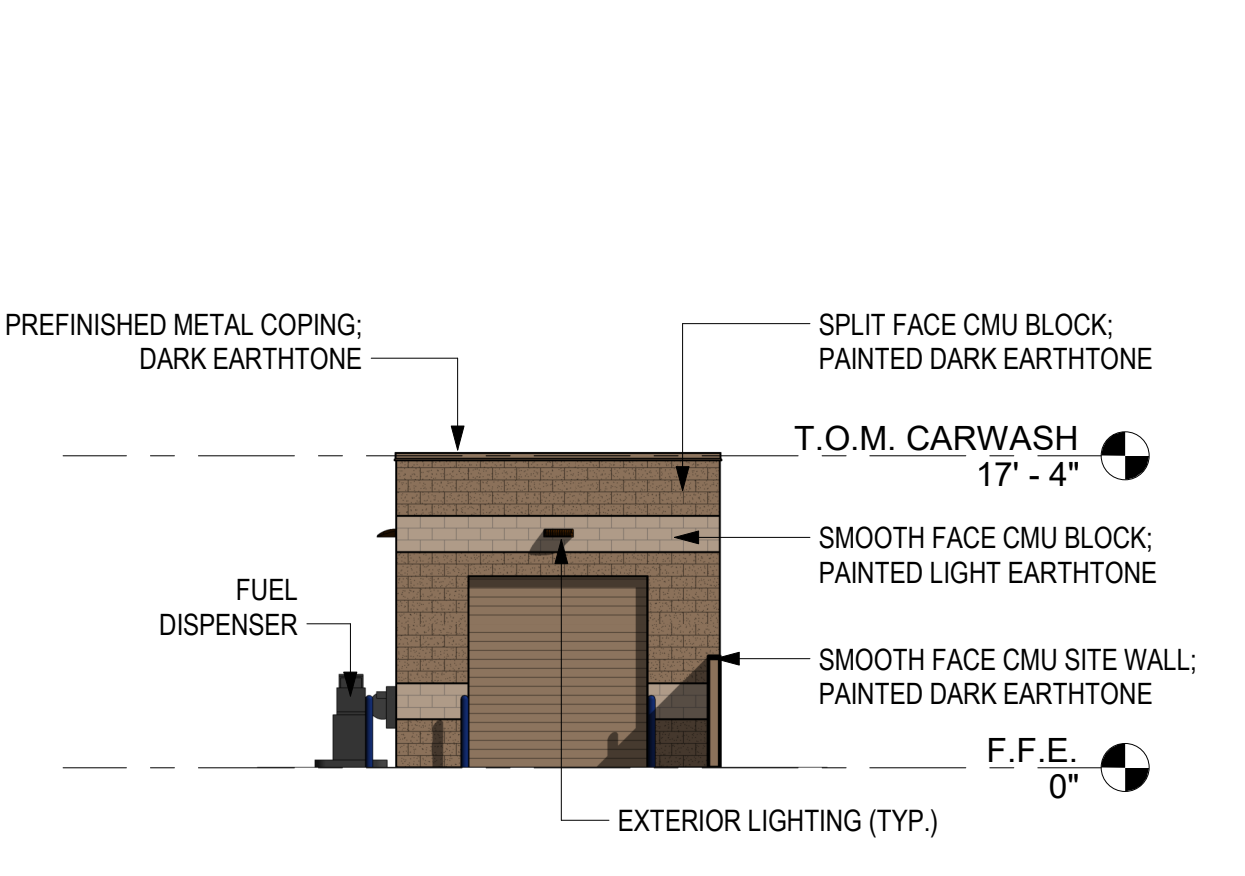 PREFINISHED METAL COPING;
DARK EARTHTONE
SPLIT FACE CMU BLOCK;
PAINTED DARK EARTHTONE
T.O.M. CARWASH
17' - 4"
SMOOTH FACE CMU BLOCK;
PAINTED LIGHT EARTHTONE
FUEL
DISPENSER
SMOOTH FACE CMU SITE WALL;
PAINTED DARK EARTHTONE
F.F.E.
0"
EXTERIOR LIGHTING (TYP.)